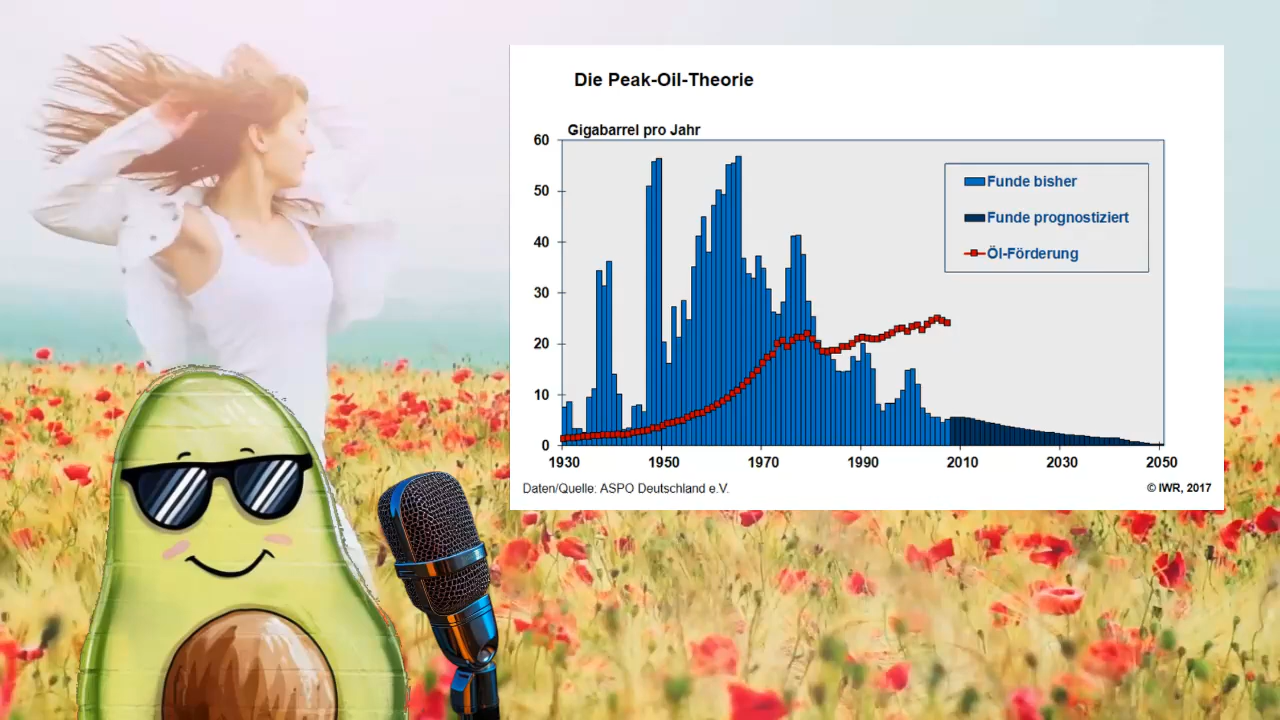 Die Peak-Oil-Theorie
Gigabarrel pro Jahr
60
50
40
30
20
10
0
Funde bisher
Funde prognostiziert
Öl-Förderung
1930 1950 1970 1990 2010 2030 2050
Daten/Quelle: ASPO Deutschland e.V.
© IWR, 2017